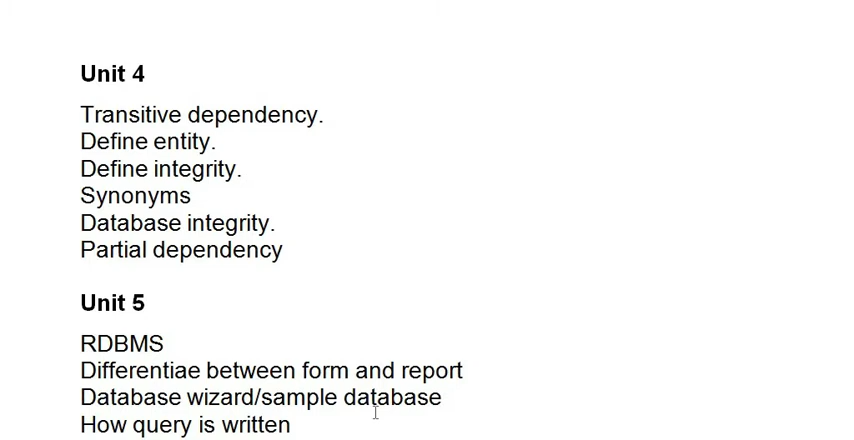 Unit 4
Transitive dependency.
Define entity.
Define integrity.
Synonyms
Database integrity.
Partial dependency
Unit 5
RDBMS
Differentiae between form and report
Database wizard/sample database
How query is written